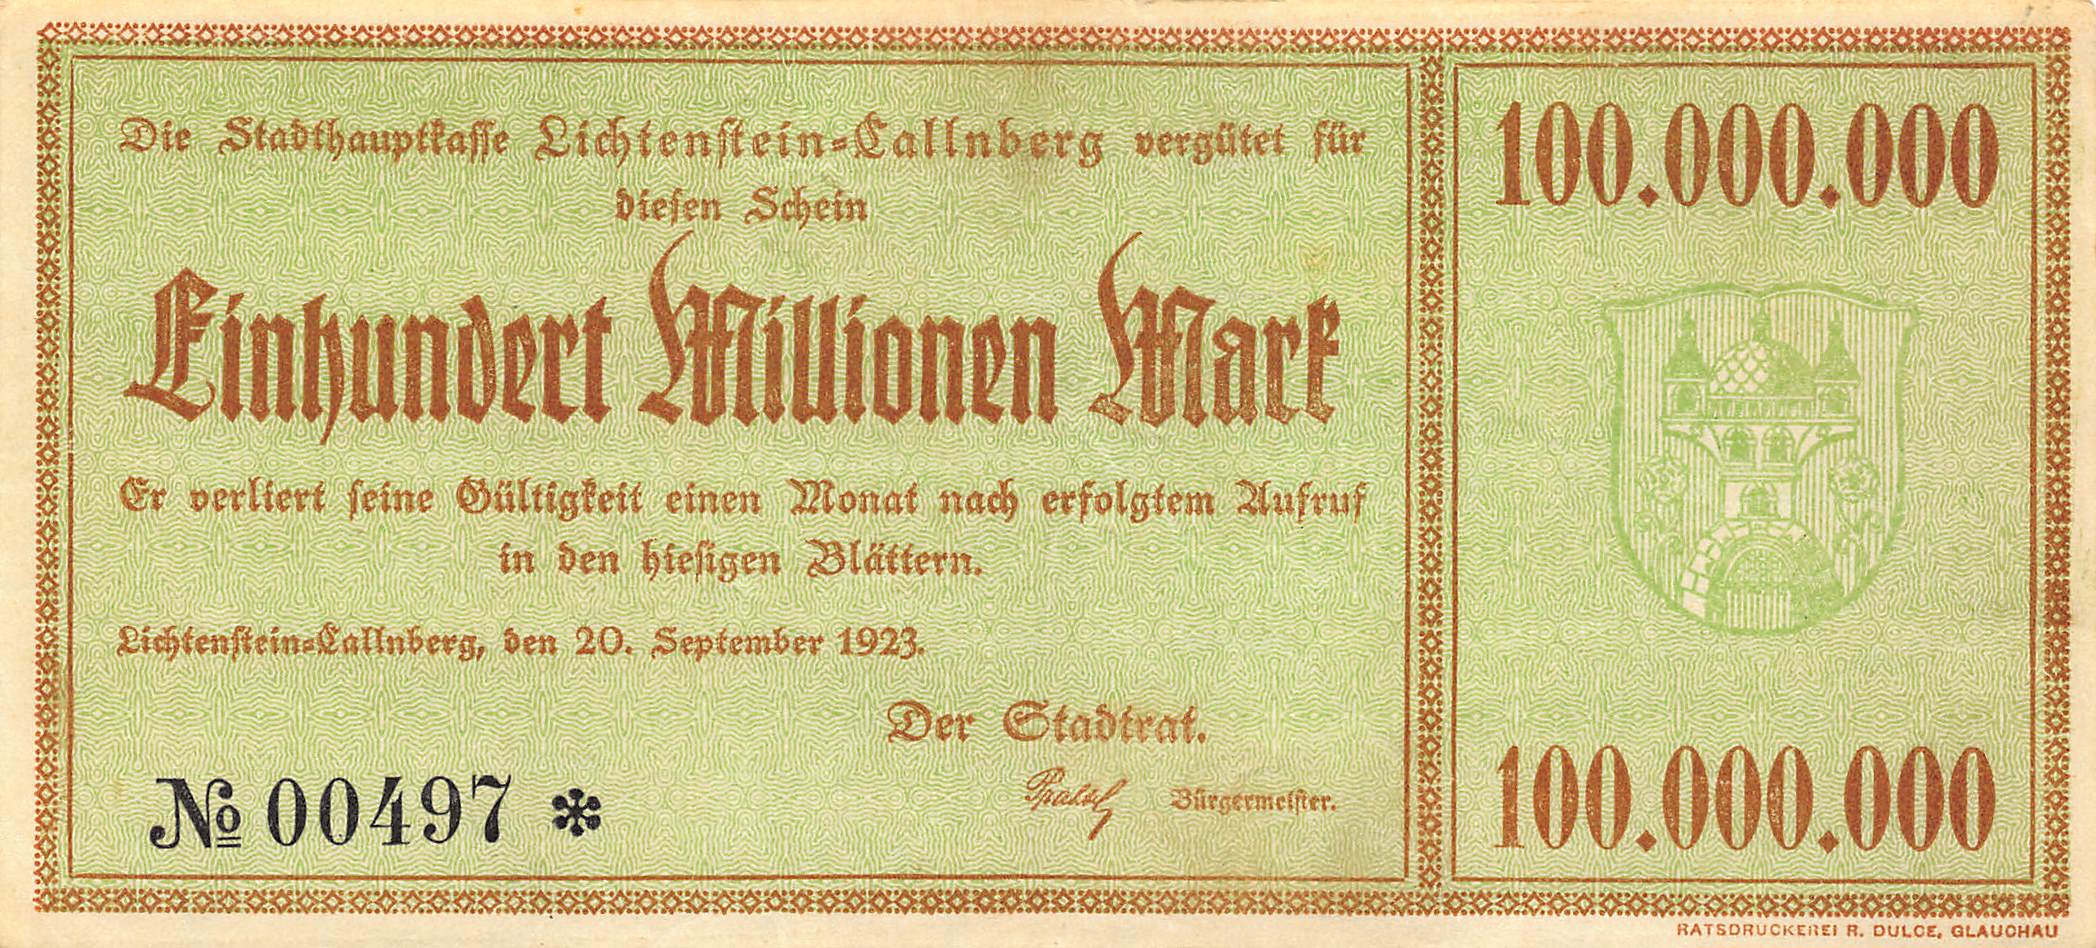 Die Stadthauptkasse Lichtenstein-Callnberg vergütet für
diesen Schein
Einhundert Millionen Mark
Er verliert seine Gültigkeit einen Monat nach erfolgtem Aufruf
in den hiesigen Blättern.
Lichtenstein-Callnberg, den 20. September 1923.
Der Stadtrat.
Bürgermeister.
№ 00497 *
100.000.000
100.000.000
RATSDRUCKEREI R. DULCE, GLAUCHAU